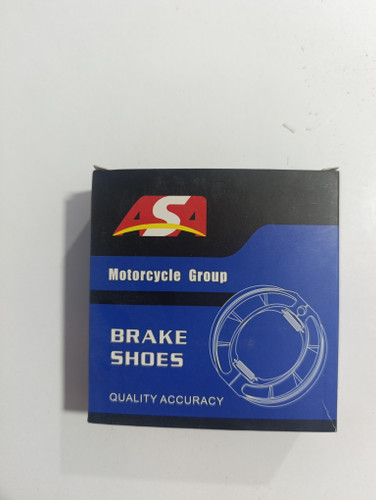 ASA
Motorcycle Group
BRAKE
SHOES
QUALITY ACCURACY